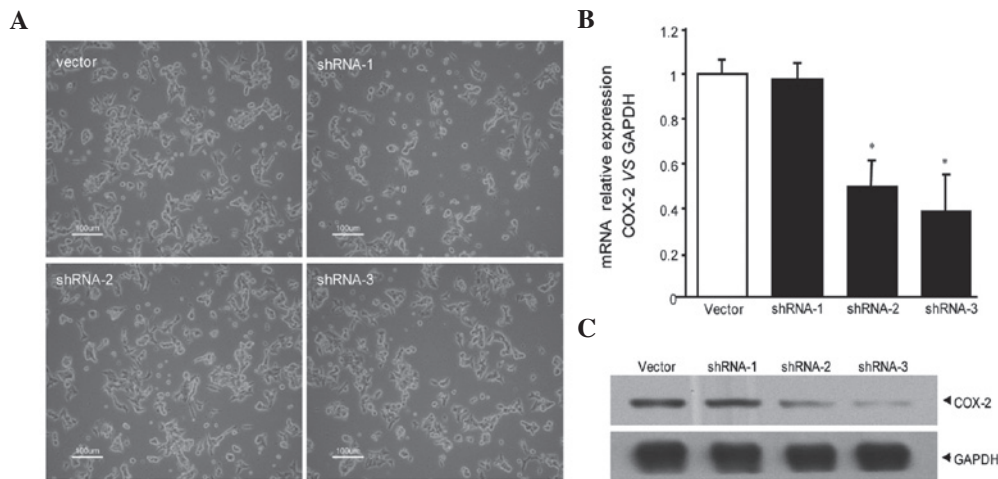 A
vector
shRNA-1
100um
100um
shRNA-2
shRNA-3
100um
100um
B
mRNA relative expression
COX-2 VS GAPDH
1.2
1
0.8
0.6
0.4
0.2
0
*
*
Vector
shRNA-1
shRNA-2
shRNA-3
C
Vector
shRNA-1
shRNA-2
shRNA-3
COX-2
GAPDH